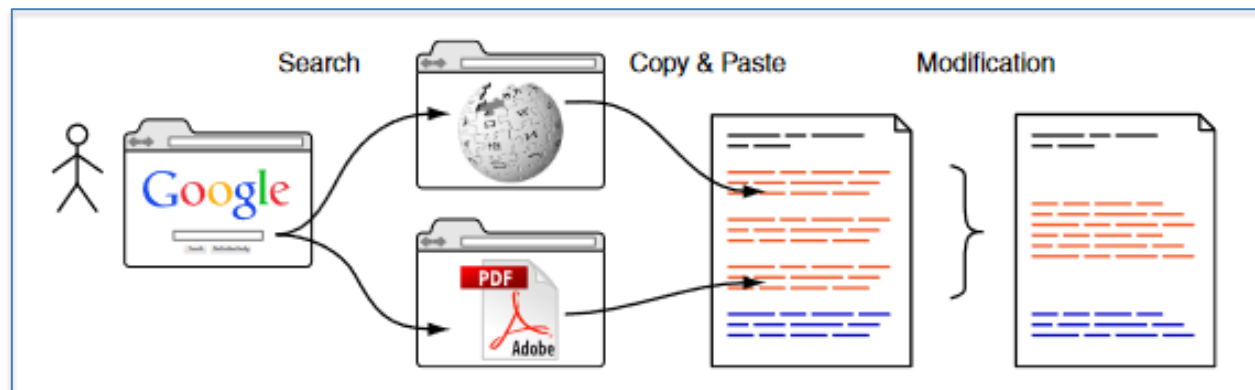 Search
Copy & Paste
Modification
Google
PDF
Adobe